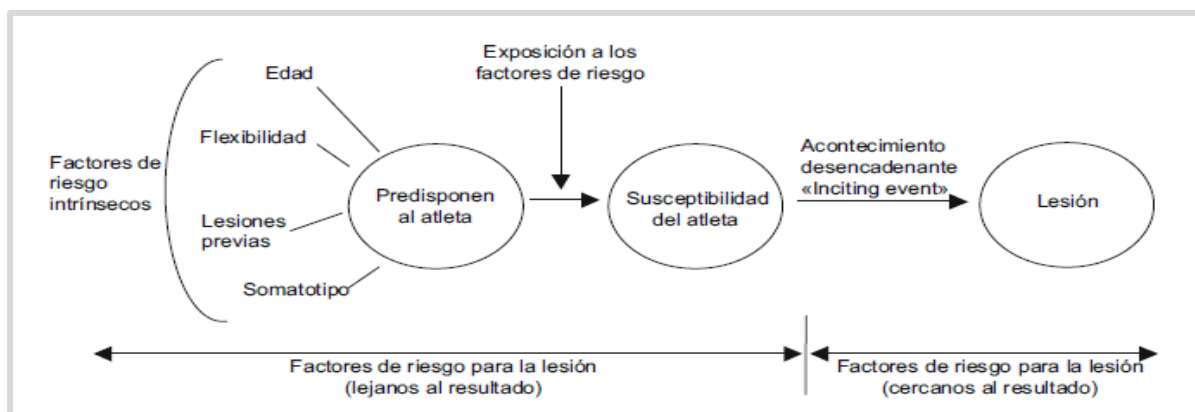 Exposición a los
factores de riesgo
Edad
Flexibilidad
Factores de
riesgo
intrínsecos
Lesiones
previas
Somatotipo
Predisponen
al atleta
Susceptibilidad
del atleta
Acontecimiento
desencadenante
«Inciting event»
Lesión
Factores de riesgo para la lesión
(lejanos al resultado)
Factores de riesgo para la lesión
(cercanos al resultado)